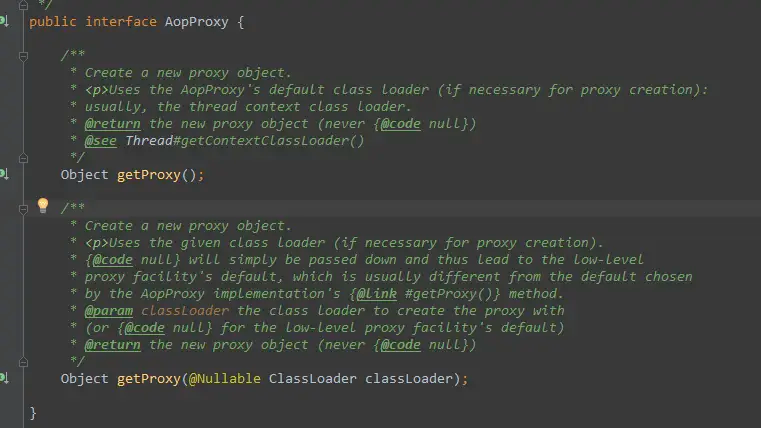 */
public interface AopProxy {
/**
* Create a new proxy object.
* <p>Uses the AopProxy's default class loader (if necessary for proxy creation):
* usually, the thread context class loader.
* @return the new proxy object (never {@code null})
* @see Thread#getContextClassLoader()
*/
Object getProxy();
/**
* Create a new proxy object.
* <p>Uses the given class loader (if necessary for proxy creation).
* {@code null} will simply be passed down and thus lead to the low-level
* proxy facility's default, which is usually different from the default chosen
* by the AopProxy implementation's {@link #getProxy()} method.
* @param classLoader the class loader to create the proxy with
* (or {@code null} for the low-level proxy facility's default)
* @return the new proxy object (never {@code null})
*/
Object getProxy(@Nullable ClassLoader classLoader);
}